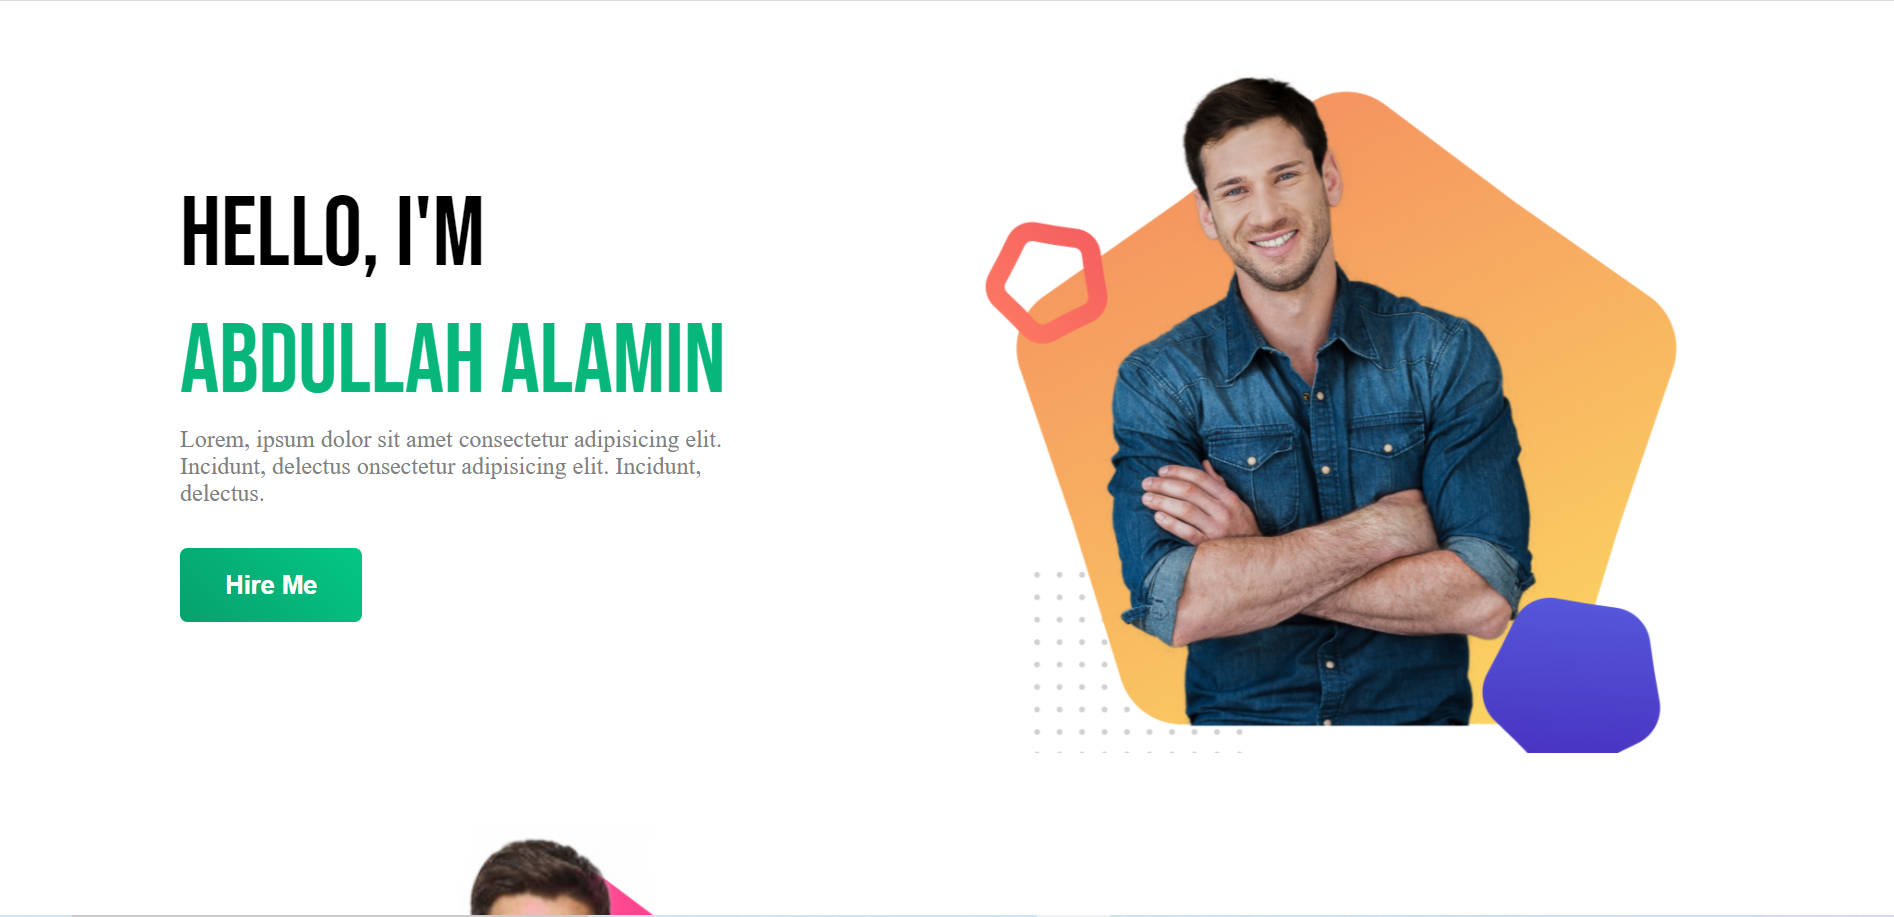 HELLO, I'M
ABDULLAH ALAMIN
Lorem, ipsum dolor sit amet consectetur adipisicing elit.
Incidunt, delectus onsectetur adipisicing elit. Incidunt,
delectus.
Hire Me